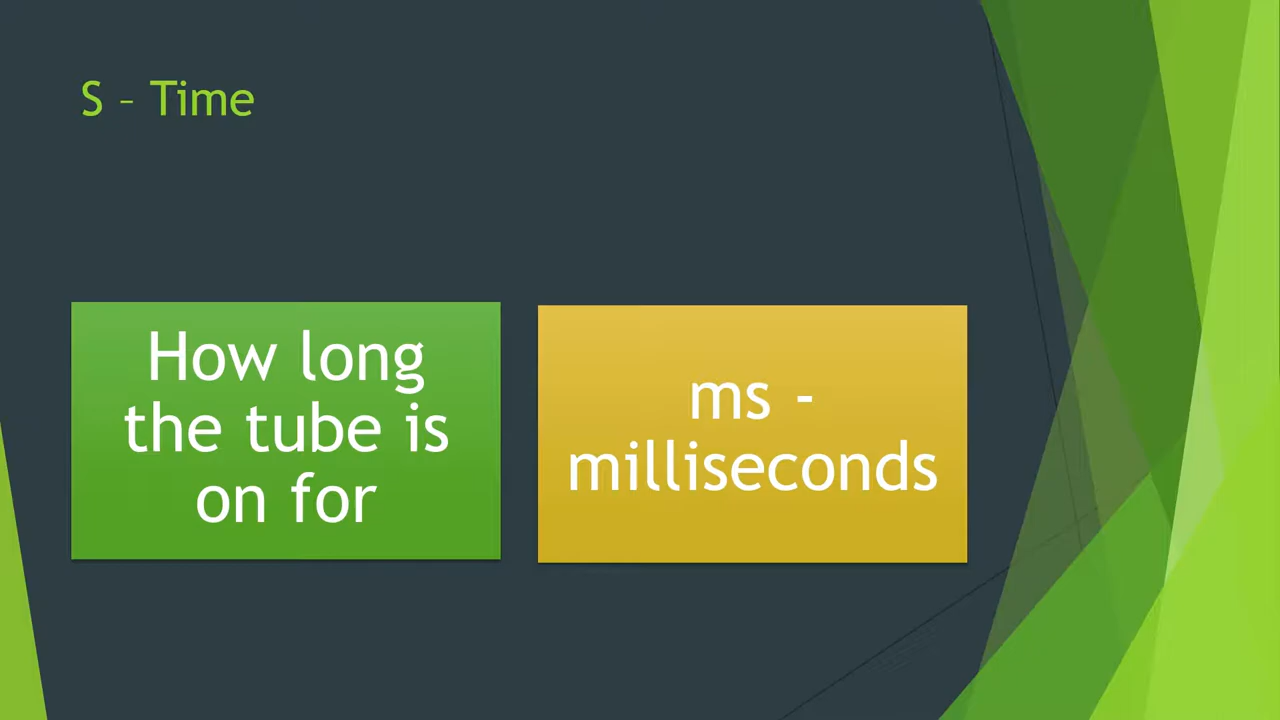 S – Time
How long
the tube is
on for
ms -
milliseconds